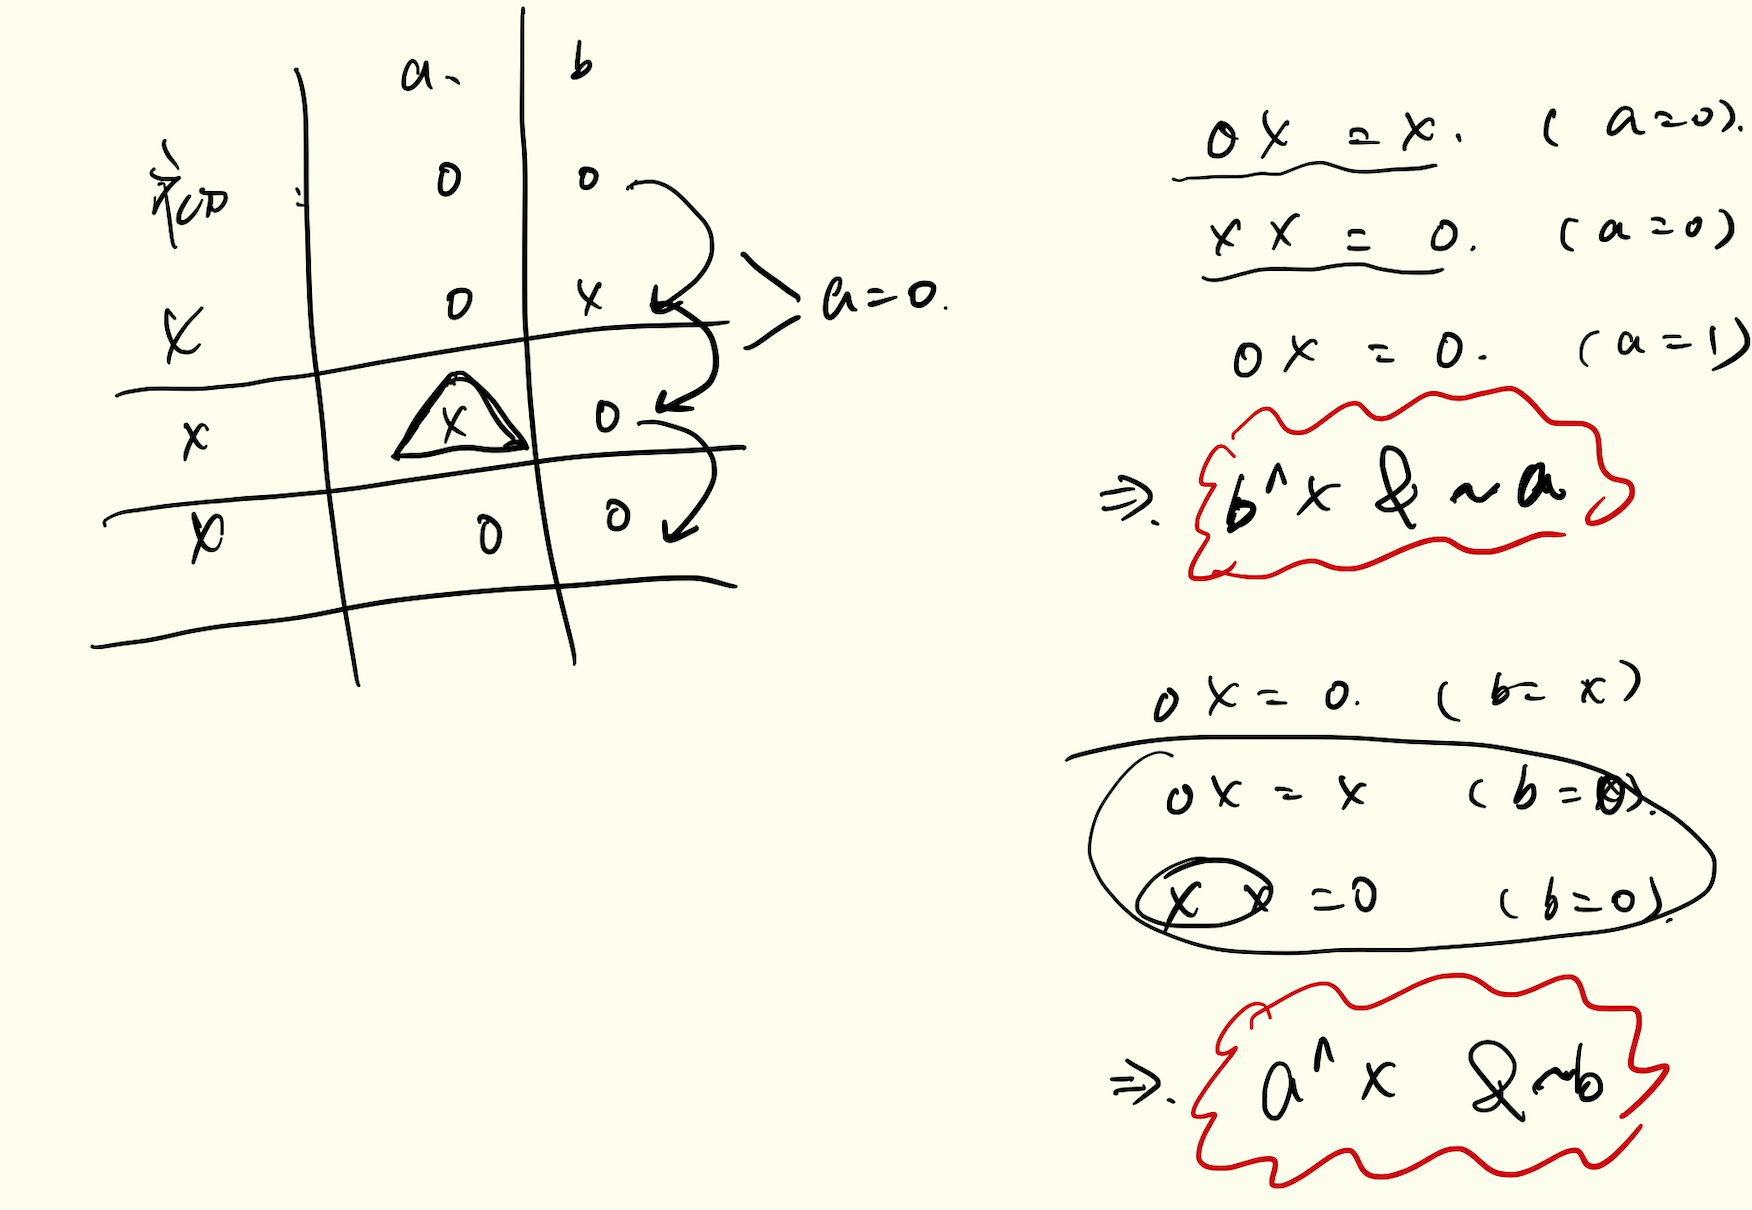 a b
初 0 0
x 0 x
a=0.
x x 0
x 0 0
0 x = x. (a=0).
x x = 0. (a=0)
0 x = 0. (a=1)
⇒. b^x & ~a
0 x = 0. (b=x)
0 x = x (b=0).
x x = 0 (b=0).
⇒. a^x & ~b